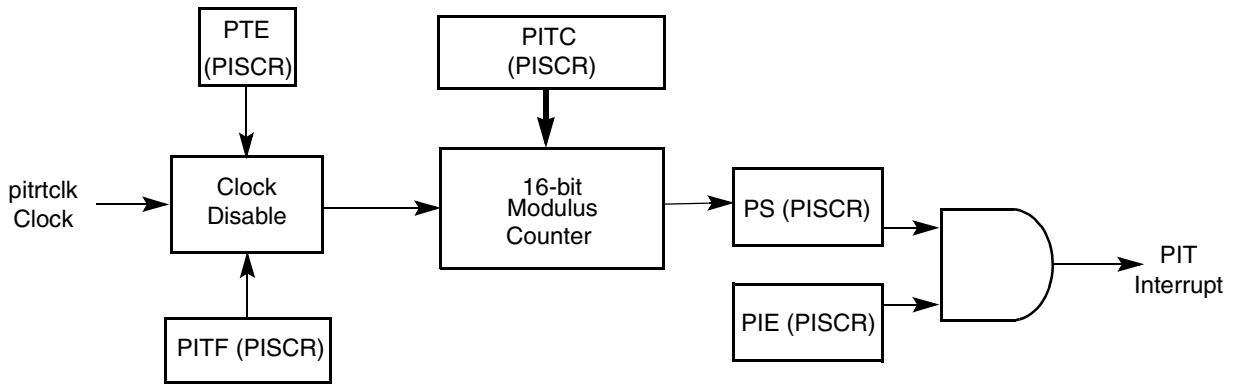 PTE
(PISCR)
PITC
(PISCR)
pitrtclk
Clock
Clock
Disable
16-bit
Modulus
Counter
PS (PISCR)
PIE (PISCR)
PIT
Interrupt
PITF (PISCR)